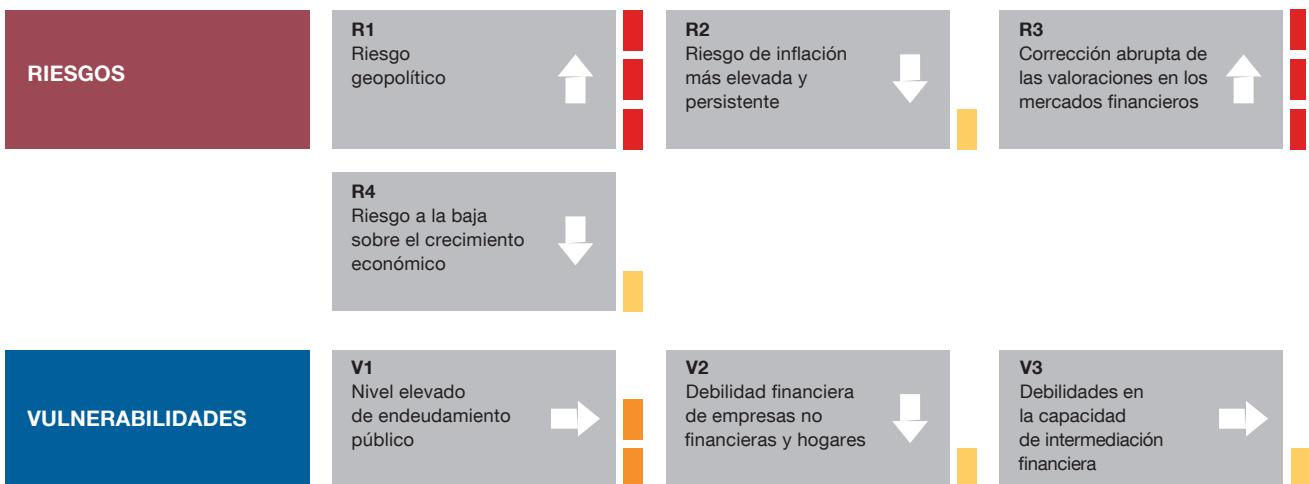 RIESGOS
R1
Riesgo
geopolítico
R2
Riesgo de inflación
más elevada y
persistente
R3
Corrección abrupta de
las valoraciones en los
mercados financieros
R4
Riesgo a la baja
sobre el crecimiento
económico
VULNERABILIDADES
V1
Nivel elevado
de endeudamiento
público
V2
Debilidad financiera
de empresas no
financieras y hogares
V3
Debilidades en
la capacidad
de intermediación
financiera